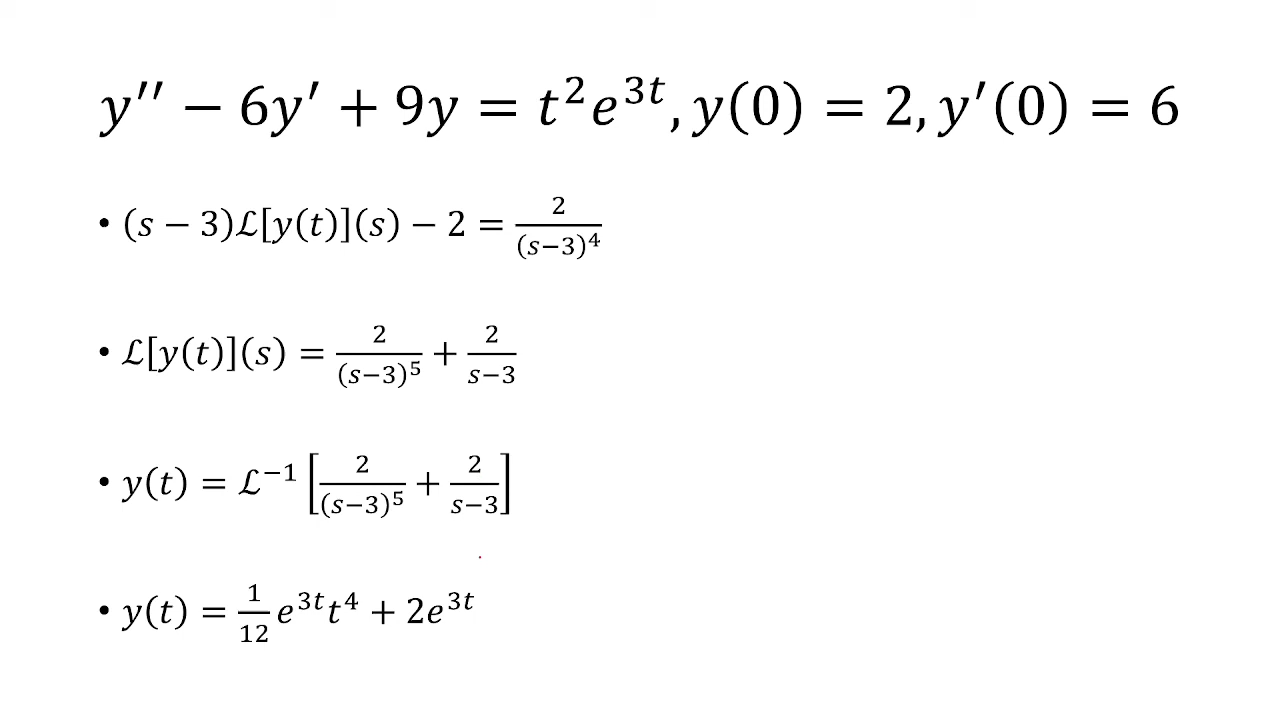 y′′ − 6y′ + 9y = t²e³ᵗ, y(0) = 2, y′(0) = 6
• (s − 3)ℒ[y(t)](s) − 2 = 2/(s−3)⁴
• ℒ[y(t)](s) = 2/(s−3)⁵ + 2/(s−3)
• y(t) = ℒ⁻¹[2/(s−3)⁵ + 2/(s−3)]
• y(t) = 1/12 e³ᵗt⁴ + 2e³ᵗ